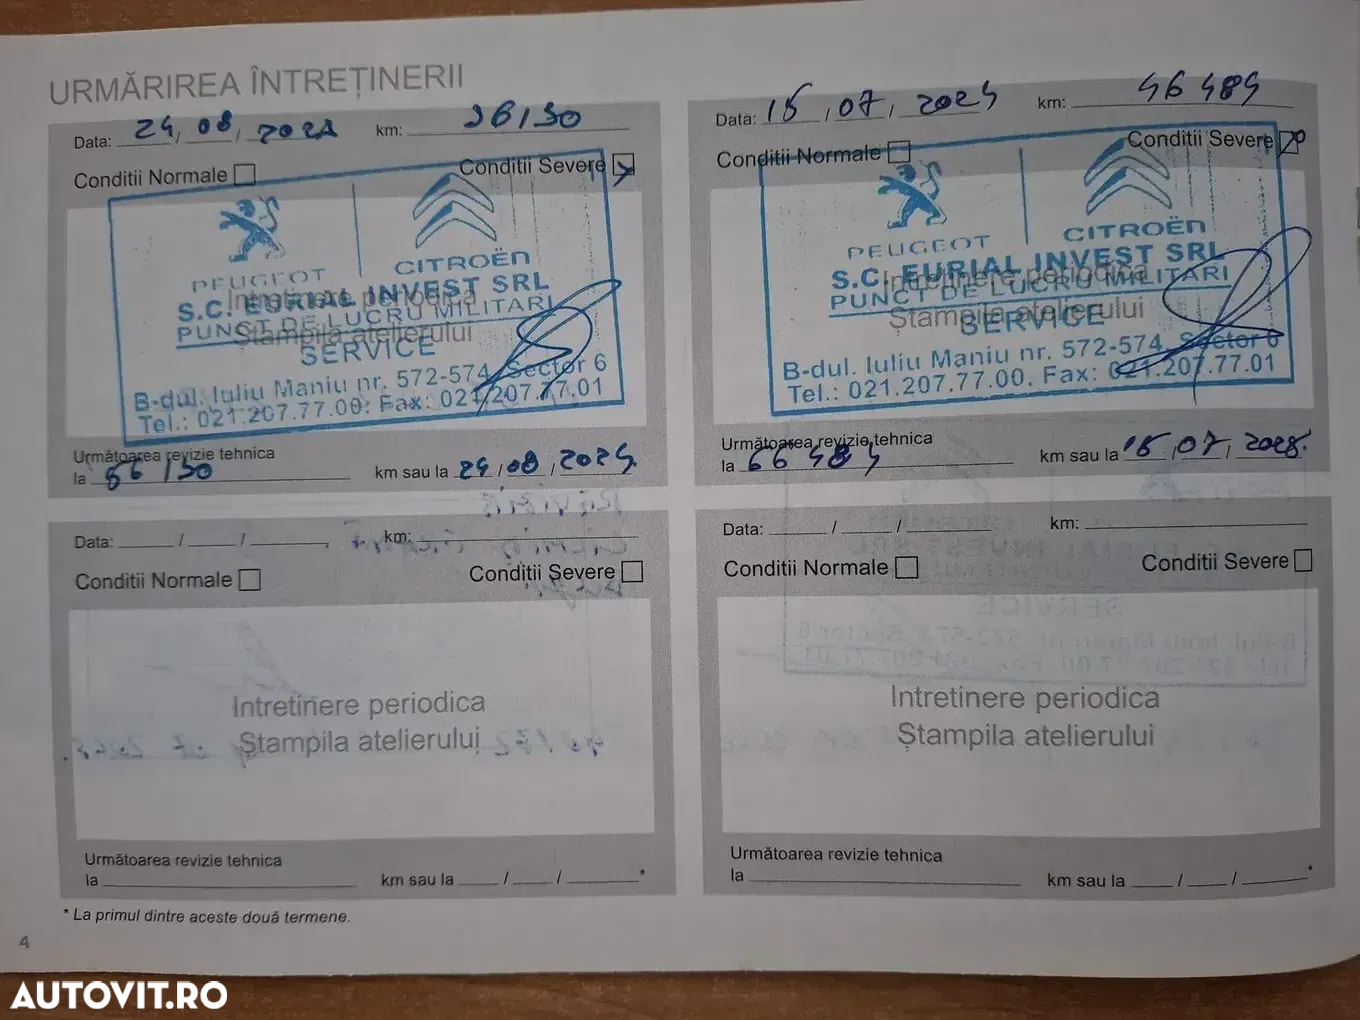 URMĂRIREA ÎNTREȚINERII
Data: 24, 08, km: 36130
Conditii Normale Conditii Severe
PEUGEOT CITROËN
S.C. EURIAL INVEST SRL
PUNCT DE LUCRU MILITARI
Intretinere periodica
Ștampila atelierului
SERVICE
B-dul. Iuliu Maniu nr. 572-574, Sector 6
Tel.: 021.207.77.00. Fax: 021.207.77.01
Următoarea revizie tehnica
la 56130 km sau la 24/08, 2024.
Data: 15, 07, 2024 km: 46484
Conditii Normale Conditii Severe
PEUGEOT CITROËN
S.C. EURIAL INVEST SRL
PUNCT DE LUCRU MILITARI
Intretinere periodica
Ștampila atelierului
SERVICE
B-dul. Iuliu Maniu nr. 572-574, Sector 6
Tel.: 021.207.77.00. Fax: 021.207.77.01
Următoarea revizie tehnica
la 66484 km sau la 15, 07, 2025.
Data: / / km:
Conditii Normale Conditii Severe
Intretinere periodica
Ștampila atelierului
Următoarea revizie tehnica
la km sau la / / *
Data: / / km:
Conditii Normale Conditii Severe
Intretinere periodica
Ștampila atelierului
Următoarea revizie tehnica
la km sau la / / *
* La primul dintre aceste două termene.
4
AUTOVIT.RO